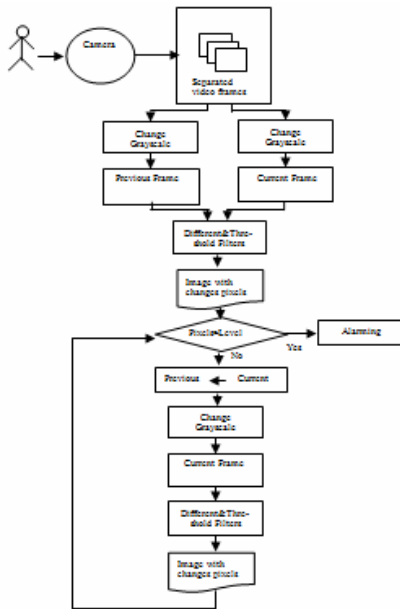 Camera
Separated
video frames
Change
Grayscale
Change
Grayscale
Previous Frame
Current Frame
Different&Thre-
shold Filters
Image with
changes pixels
Pixels=Level
Alarming
Yes
No
Previous
Current
Change
Grayscale
Current Frame
Different&Thre-
shold Filters
Image with
changes pixels